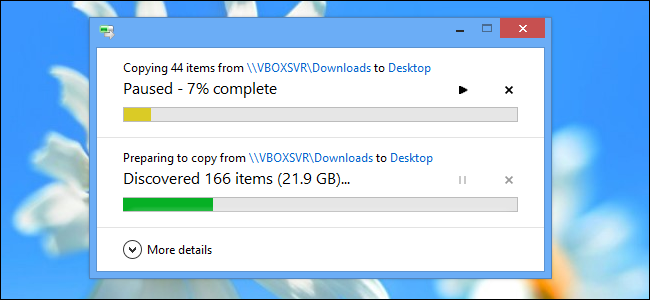 Copying 44 items from \\VBOXSVR\Downloads to Desktop
Paused - 7% complete
Preparing to copy from \\VBOXSVR\Downloads to Desktop
Discovered 166 items (21.9 GB)...
More details